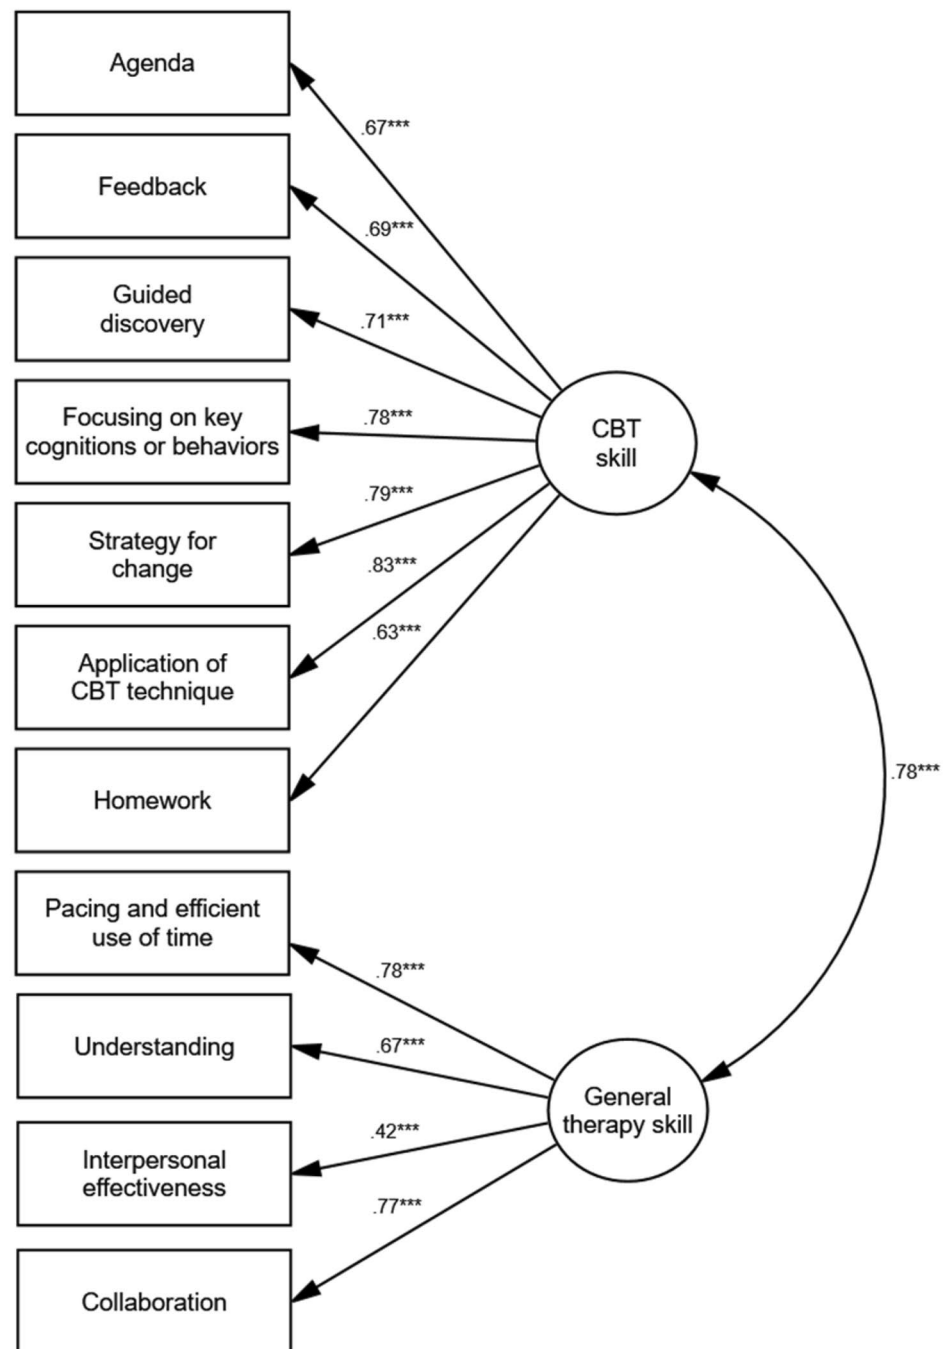 Agenda
.67***
Feedback
.69***
Guided
discovery
.71***
Focusing on key
cognitions or behaviors
.78***
CBT
skill
Strategy for
change
.79***
Application of
CBT technique
.83***
Homework
.63***
.78***
Pacing and efficient
use of time
.78***
Understanding
.67***
General
therapy skill
Interpersonal
effectiveness
.42***
Collaboration
.77***